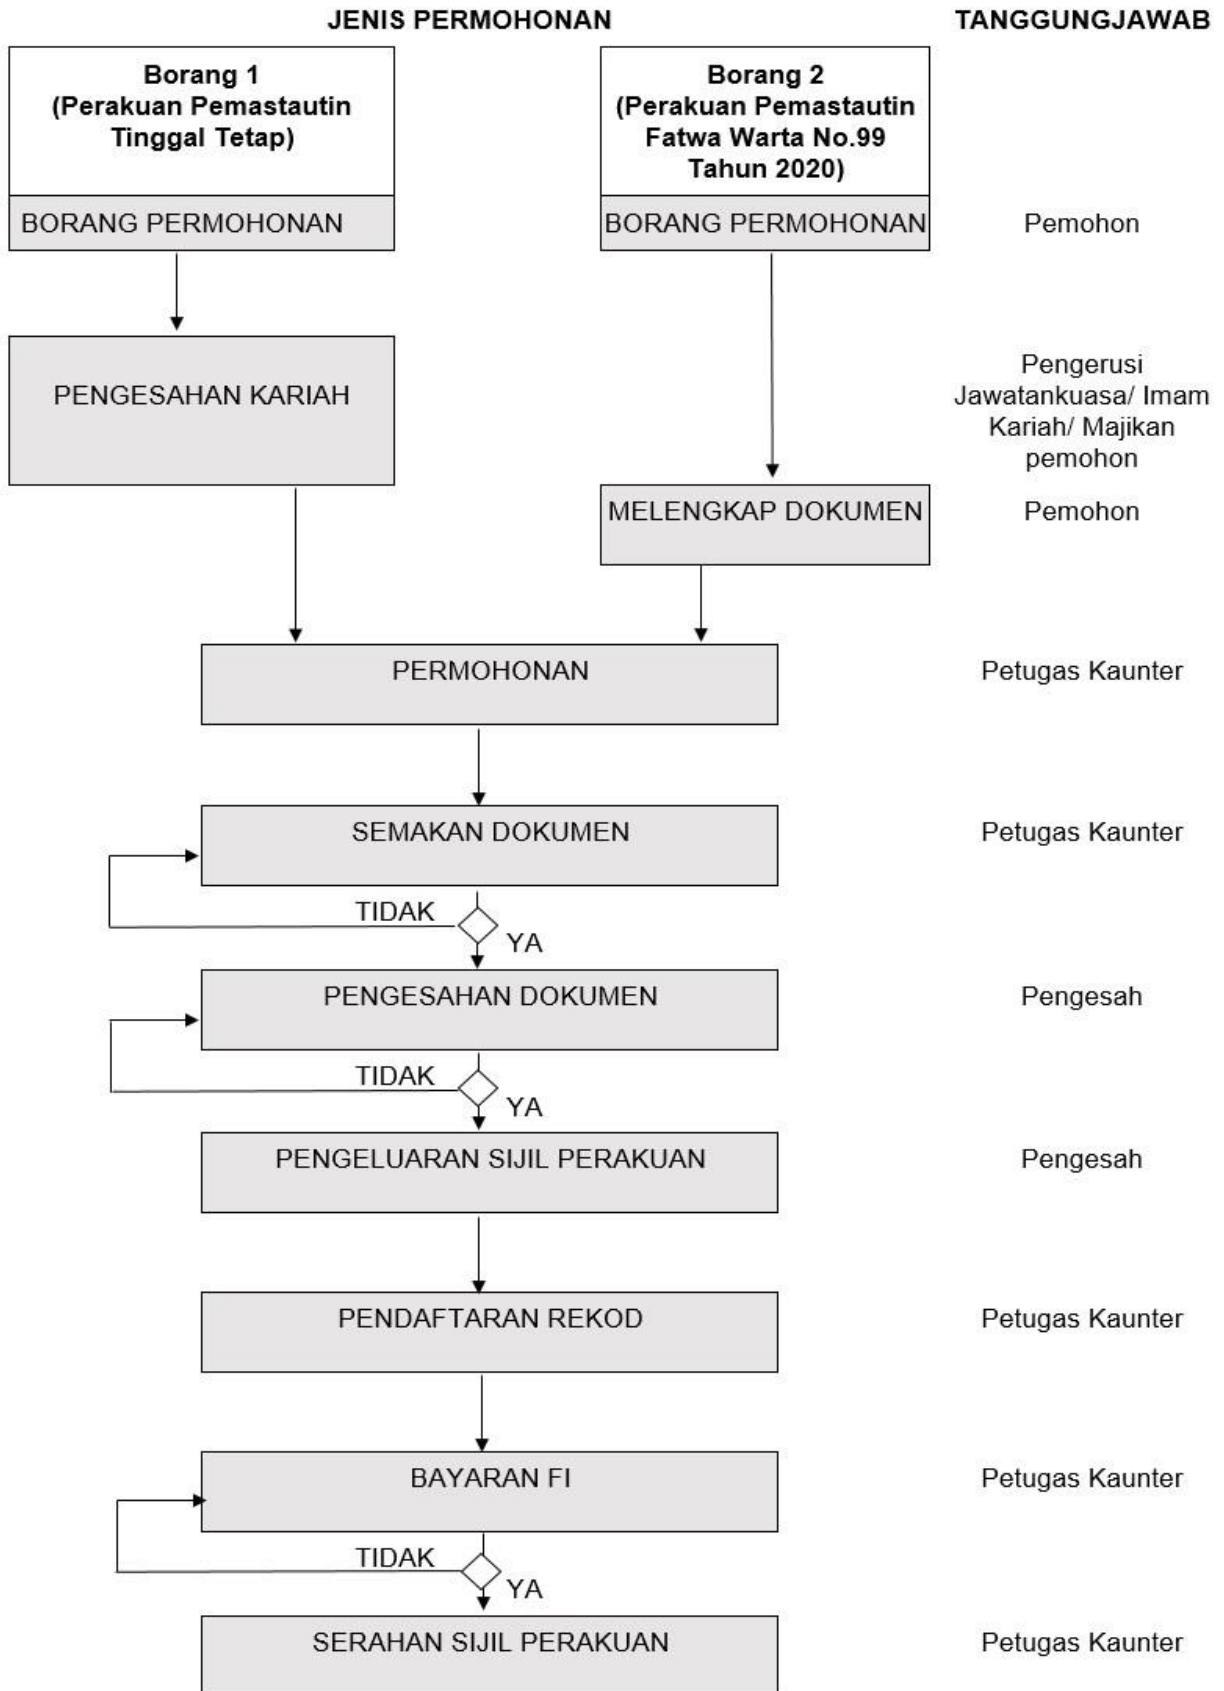 JENIS PERMOHONAN
TANGGUNGJAWAB
Borang 1
(Perakuan Pemastautin
Tinggal Tetap)
Borang 2
(Perakuan Pemastautin
Fatwa Warta No.99
Tahun 2020)
BORANG PERMOHONAN
BORANG PERMOHONAN
Pemohon
PENGESAHAN KARIAH
Pengerusi
Jawatankuasa/ Imam
Kariah/ Majikan
pemohon
MELENGKAP DOKUMEN
Pemohon
PERMOHONAN
Petugas Kaunter
SEMAKAN DOKUMEN
Petugas Kaunter
TIDAK
YA
PENGESAHAN DOKUMEN
Pengesah
TIDAK
YA
PENGELUARAN SIJIL PERAKUAN
Pengesah
PENDAFTARAN REKOD
Petugas Kaunter
BAYARAN FI
Petugas Kaunter
TIDAK
YA
SERAHAN SIJIL PERAKUAN
Petugas Kaunter